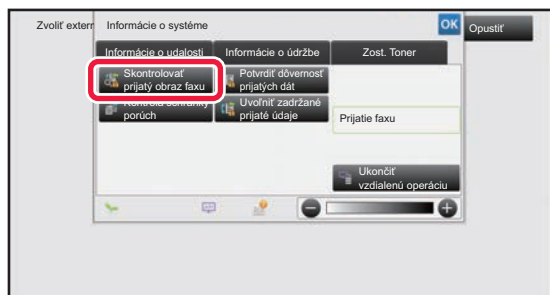 Zvoliť extern
Informácie o systéme
OK
Opustiť
Informácie o udalosti
Informácie o údržbe
Zost. Toner
Skontrolovať
prijatý obraz faxu
Potvrdiť dôvernosť
prijatých dát
Kontrola schránky
porúch
Uvoľniť zadržané
prijaté údaje
Prijatie faxu
Ukončiť
vzdialenú operáciu